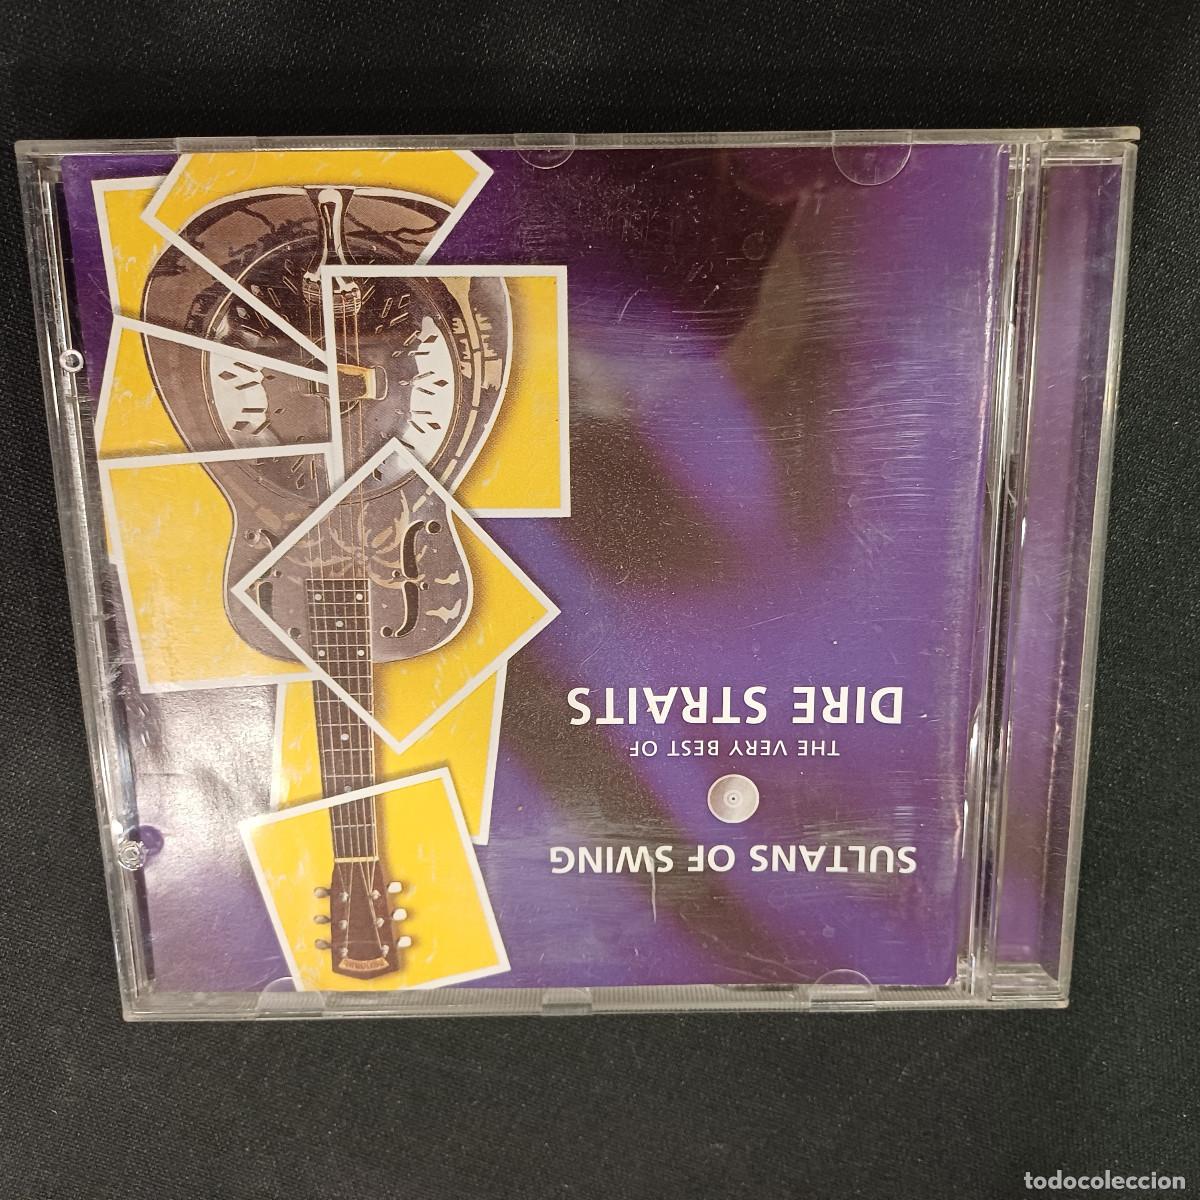 SULTANS OF SWING
THE VERY BEST OF
DIRE STRAITS
todocoleccion